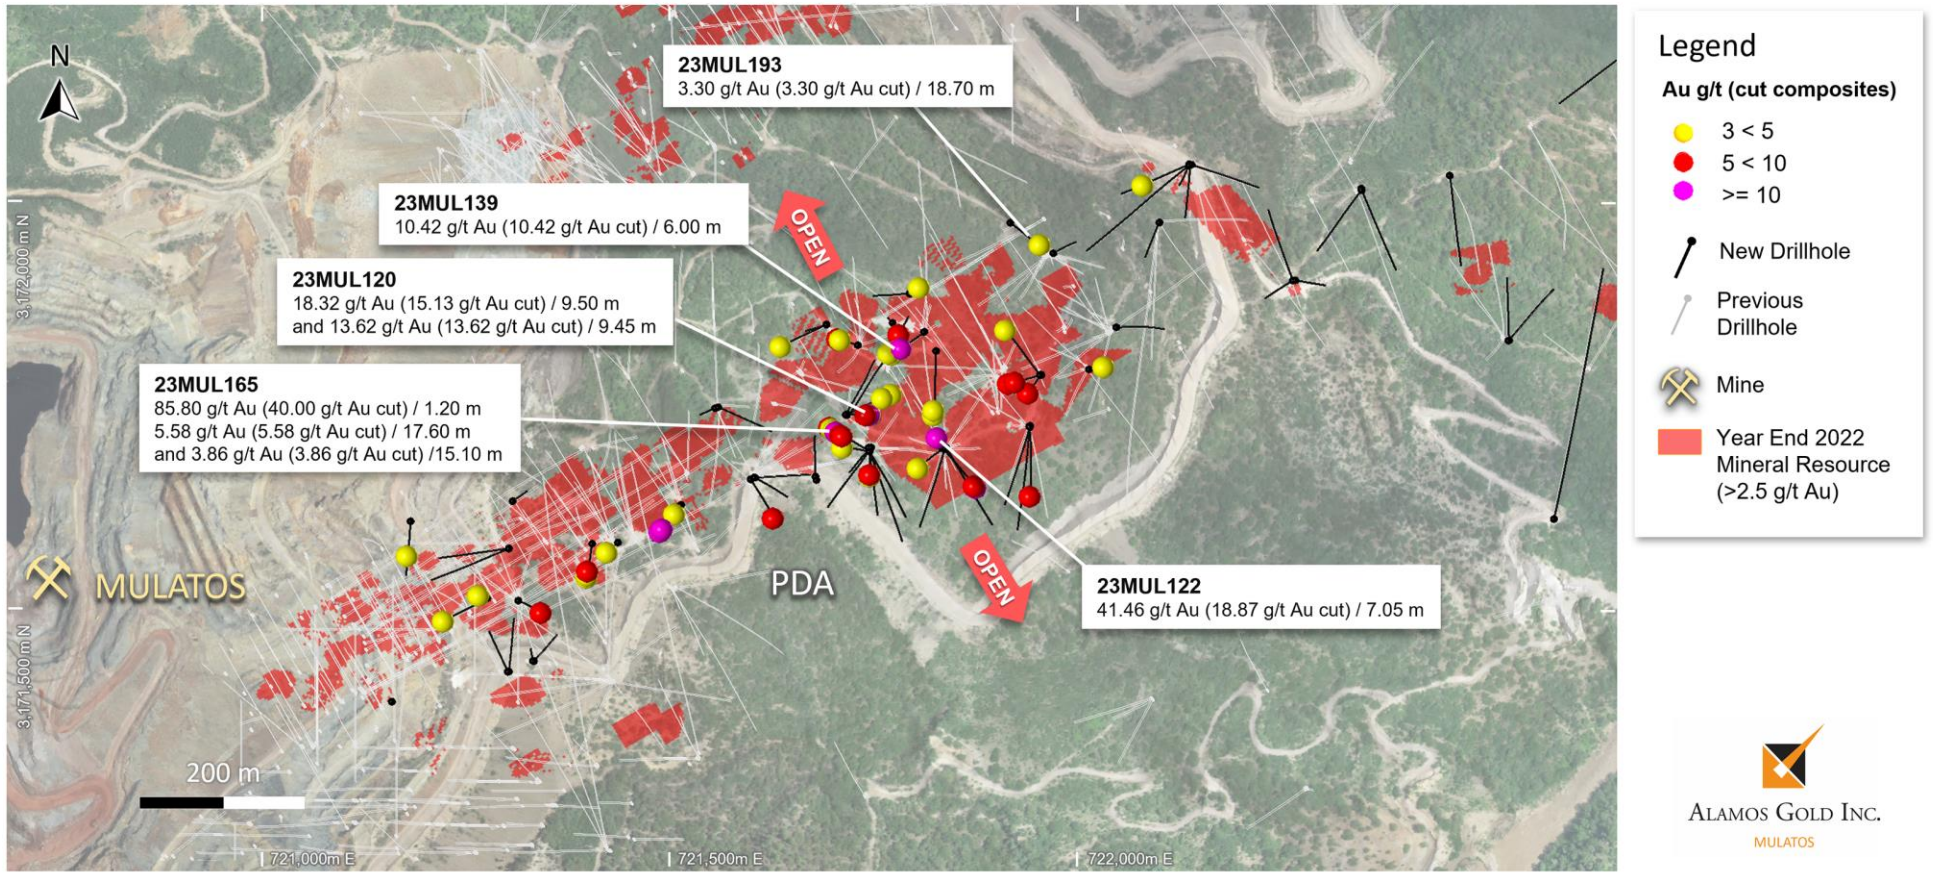 N
23MUL193
3.30 g/t Au (3.30 g/t Au cut) / 18.70 m
23MUL139
10.42 g/t Au (10.42 g/t Au cut) / 6.00 m
OPEN
23MUL120
18.32 g/t Au (15.13 g/t Au cut) / 9.50 m
and 13.62 g/t Au (13.62 g/t Au cut) / 9.45 m
23MUL165
85.80 g/t Au (40.00 g/t Au cut) / 1.20 m
5.58 g/t Au (5.58 g/t Au cut) / 17.60 m
and 3.86 g/t Au (3.86 g/t Au cut) /15.10 m
3,172,000 m N
MULATOS
PDA
OPEN
23MUL122
41.46 g/t Au (18.87 g/t Au cut) / 7.05 m
3,171,500 m N
200 m
721,000m E
721,500m E
722,000m E
Legend
Au g/t (cut composites)
3 < 5
5 < 10
>= 10
New Drillhole
Previous
Drillhole
Mine
Year End 2022
Mineral Resource
(>2.5 g/t Au)
ALAMOS GOLD INC.
MULATOS